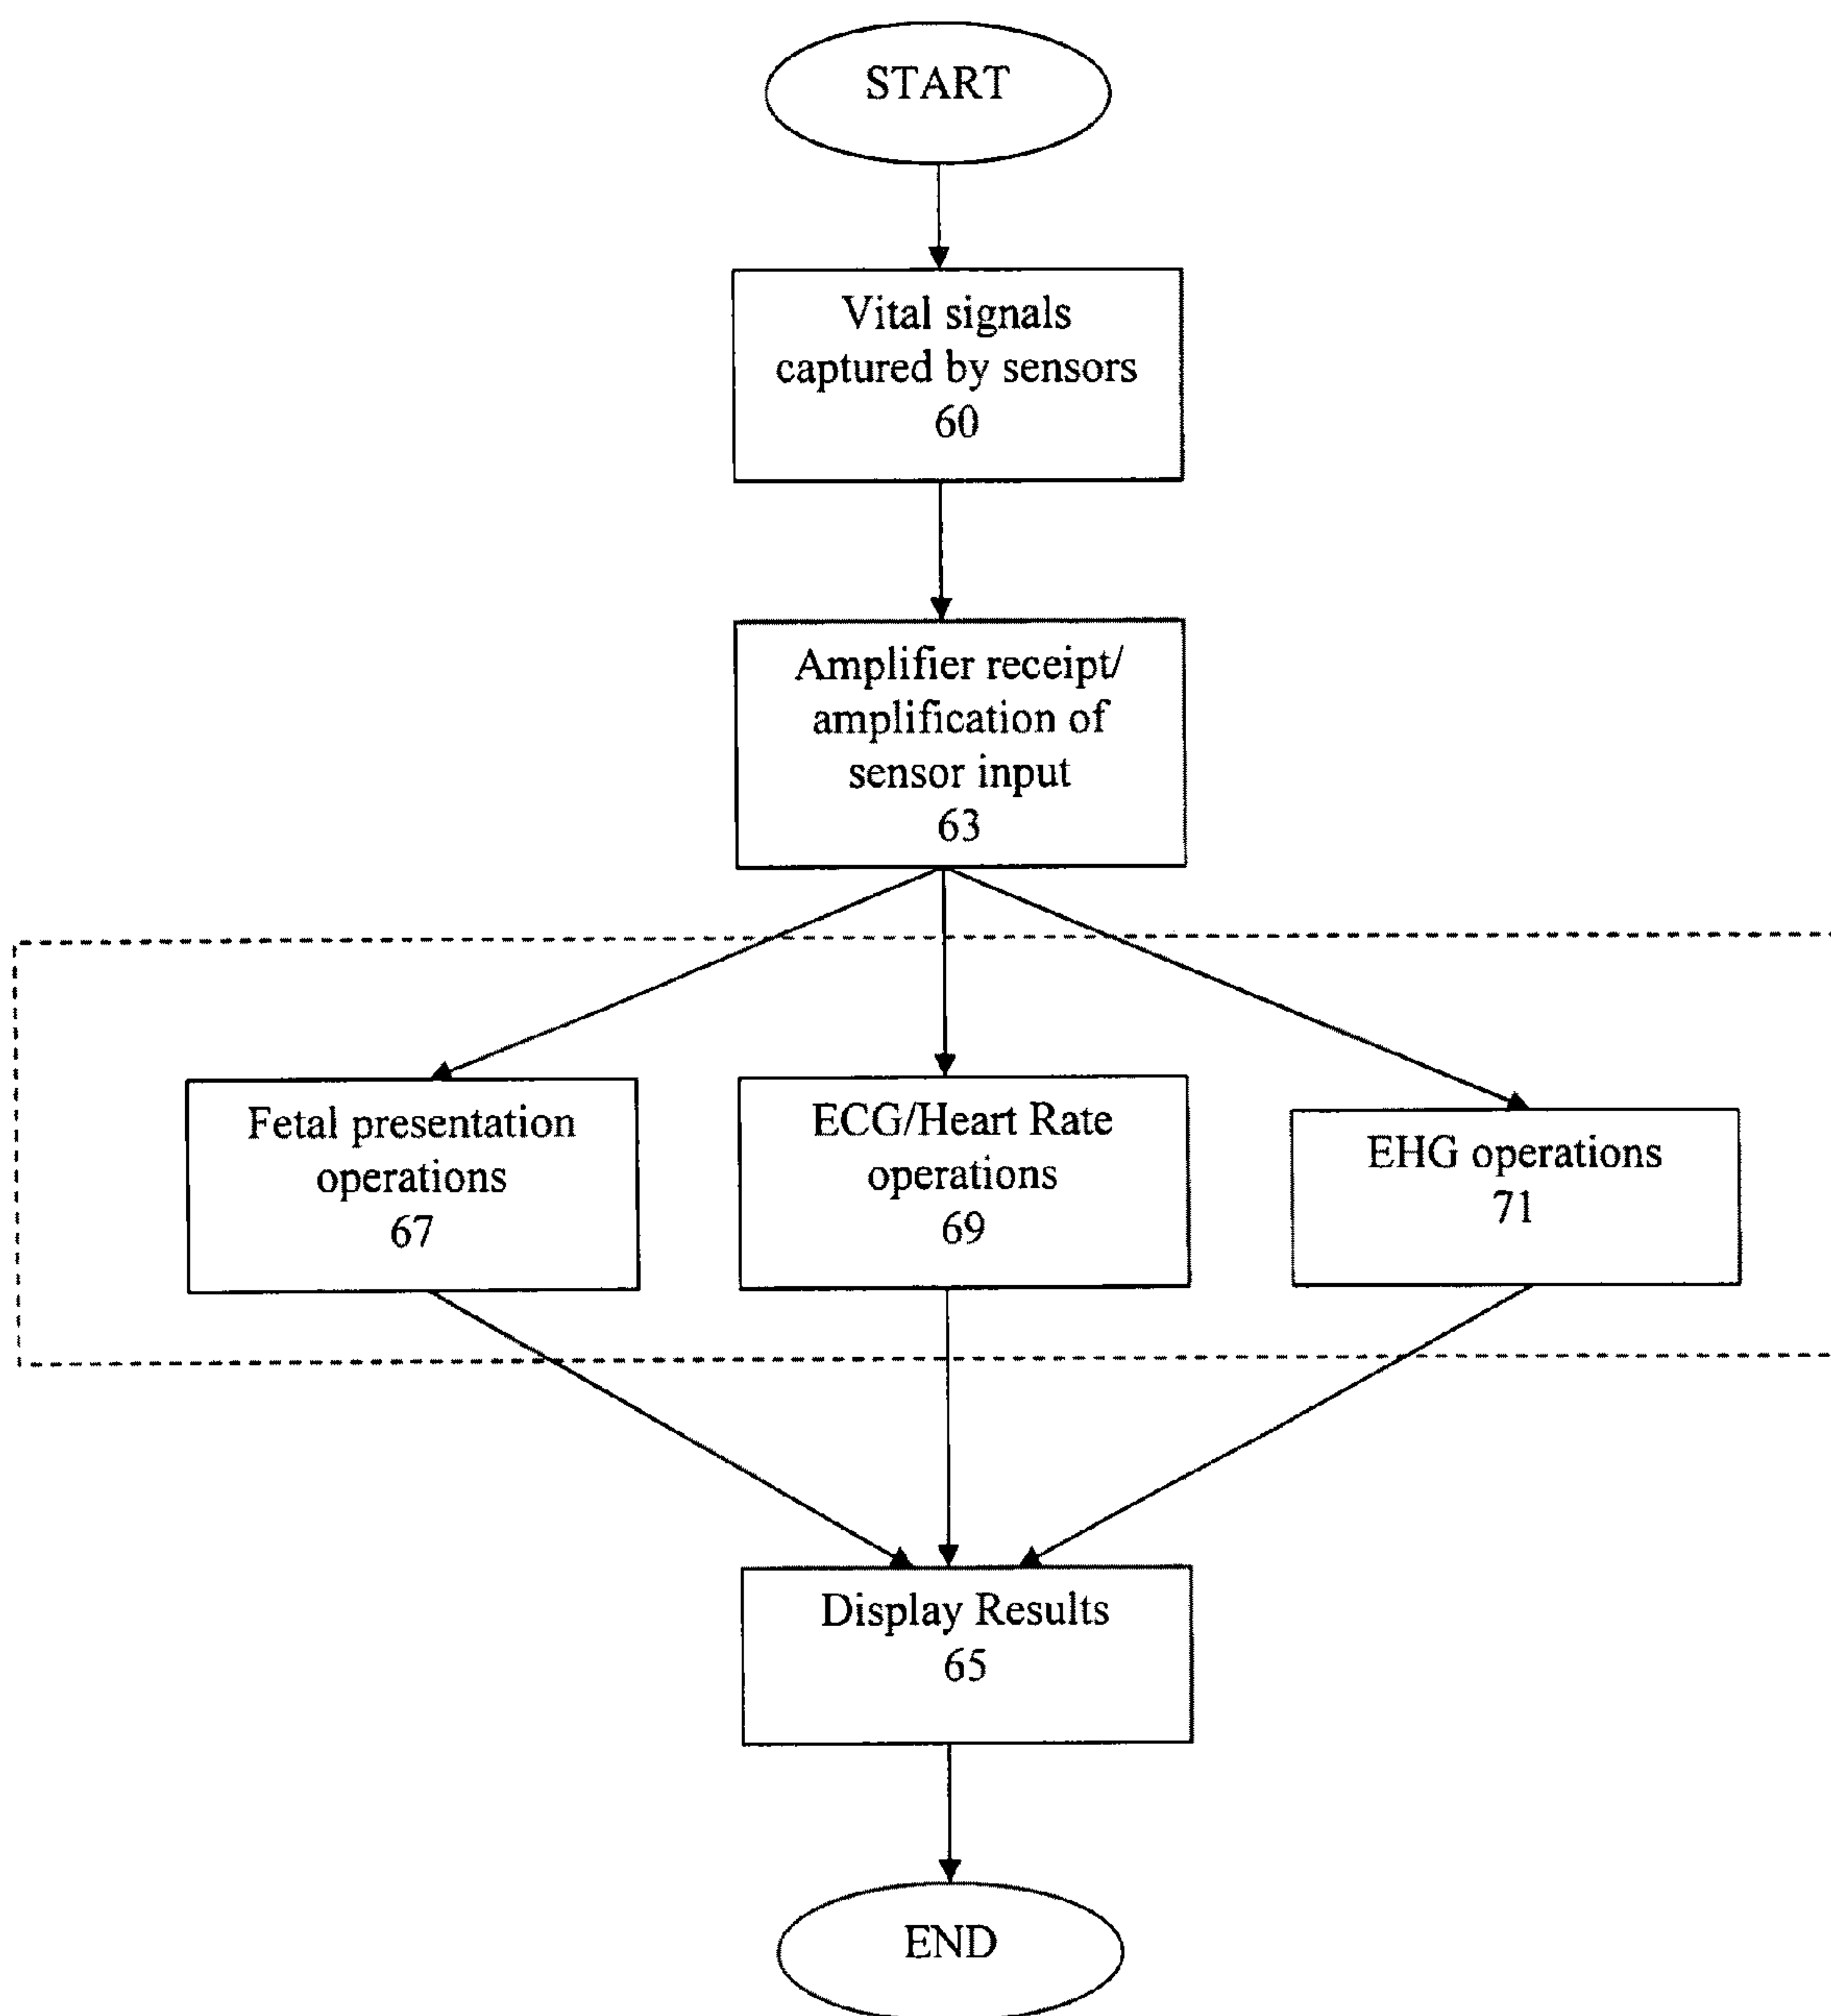 START
Vital signals
captured by sensors
60
Amplifier receipt/
amplification of
sensor input
63
Fetal presentation
operations
67
ECG/Heart Rate
operations
69
EHG operations
71
Display Results
65
END